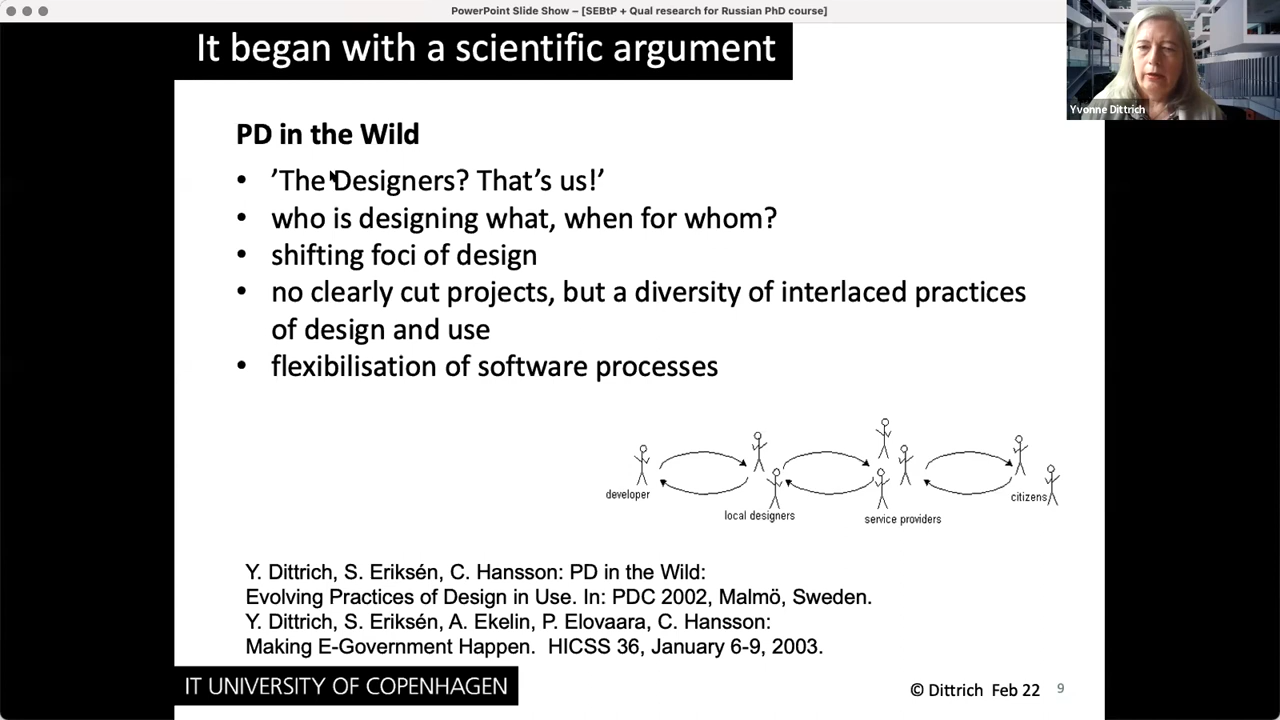 PowerPoint Slide Show – [SEBtP + Qual research for Russian PhD course]
It began with a scientific argument
Yvonne Dittrich
PD in the Wild
• ’The Designers? That’s us!’
• who is designing what, when for whom?
• shifting foci of design
• no clearly cut projects, but a diversity of interlaced practices
of design and use
• flexibilisation of software processes
developer
local designers
service providers
citizens
Y. Dittrich, S. Eriksén, C. Hansson: PD in the Wild:
Evolving Practices of Design in Use. In: PDC 2002, Malmö, Sweden.
Y. Dittrich, S. Eriksén, A. Ekelin, P. Elovaara, C. Hansson:
Making E-Government Happen. HICSS 36, January 6-9, 2003.
IT UNIVERSITY OF COPENHAGEN
© Dittrich Feb 22 9